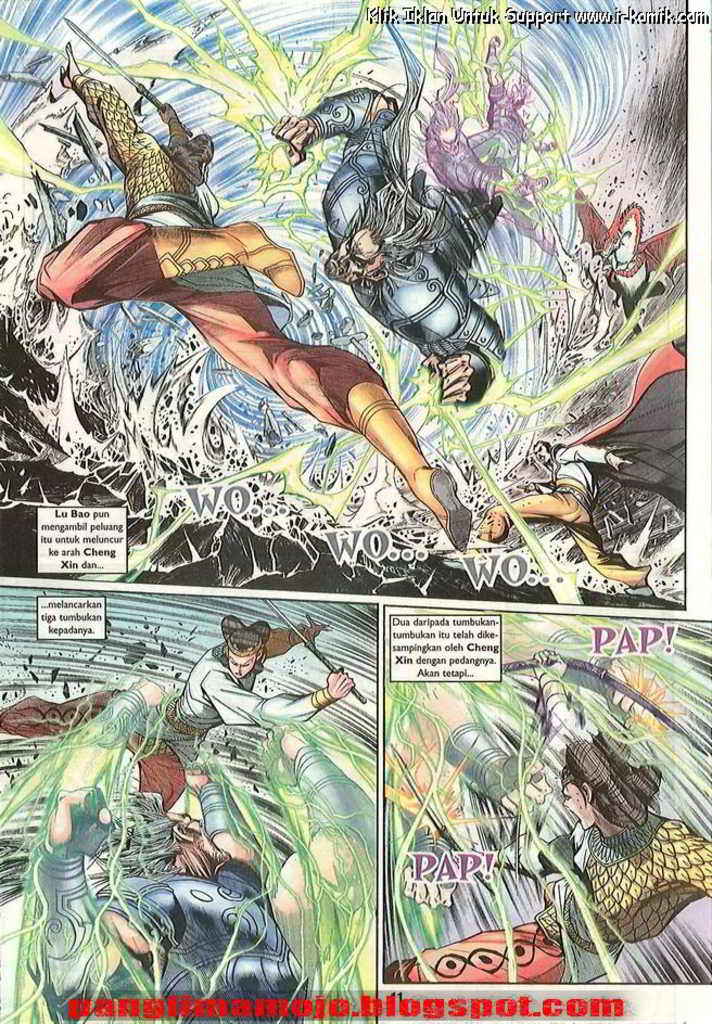 Klik Iklan Untuk Support www.ir-komik.com
Lu Bao pun
mengambil peluang
itu untuk meluncur
ke arah Cheng
Xin dan...
WO...
WO...
WO...
...melancarkan
tiga tumbukan
kepadanya.
Dua daripada tumbukan-
tumbukan itu telah dike-
sampingkan oleh Cheng
Xin dengan pedangnya.
Akan tetapi...
PAP!
PAP!
11
panglimamojo.blogspot.com